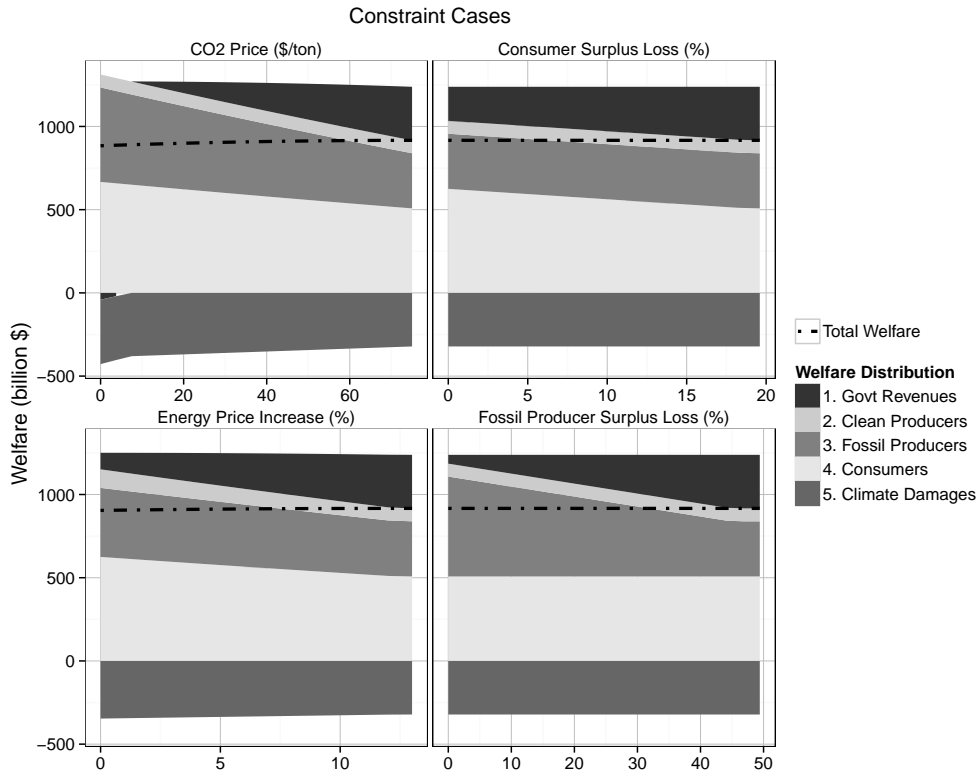 Constraint Cases
CO2 Price ($/ton)
Consumer Surplus Loss (%)
1000
500
0
−500
0 20 40 60
0 5 10 15 20
Energy Price Increase (%)
Fossil Producer Surplus Loss (%)
1000
500
0
−500
0 5 10
0 10 20 30 40 50
Welfare (billion $)
Total Welfare
Welfare Distribution
1. Govt Revenues
2. Clean Producers
3. Fossil Producers
4. Consumers
5. Climate Damages